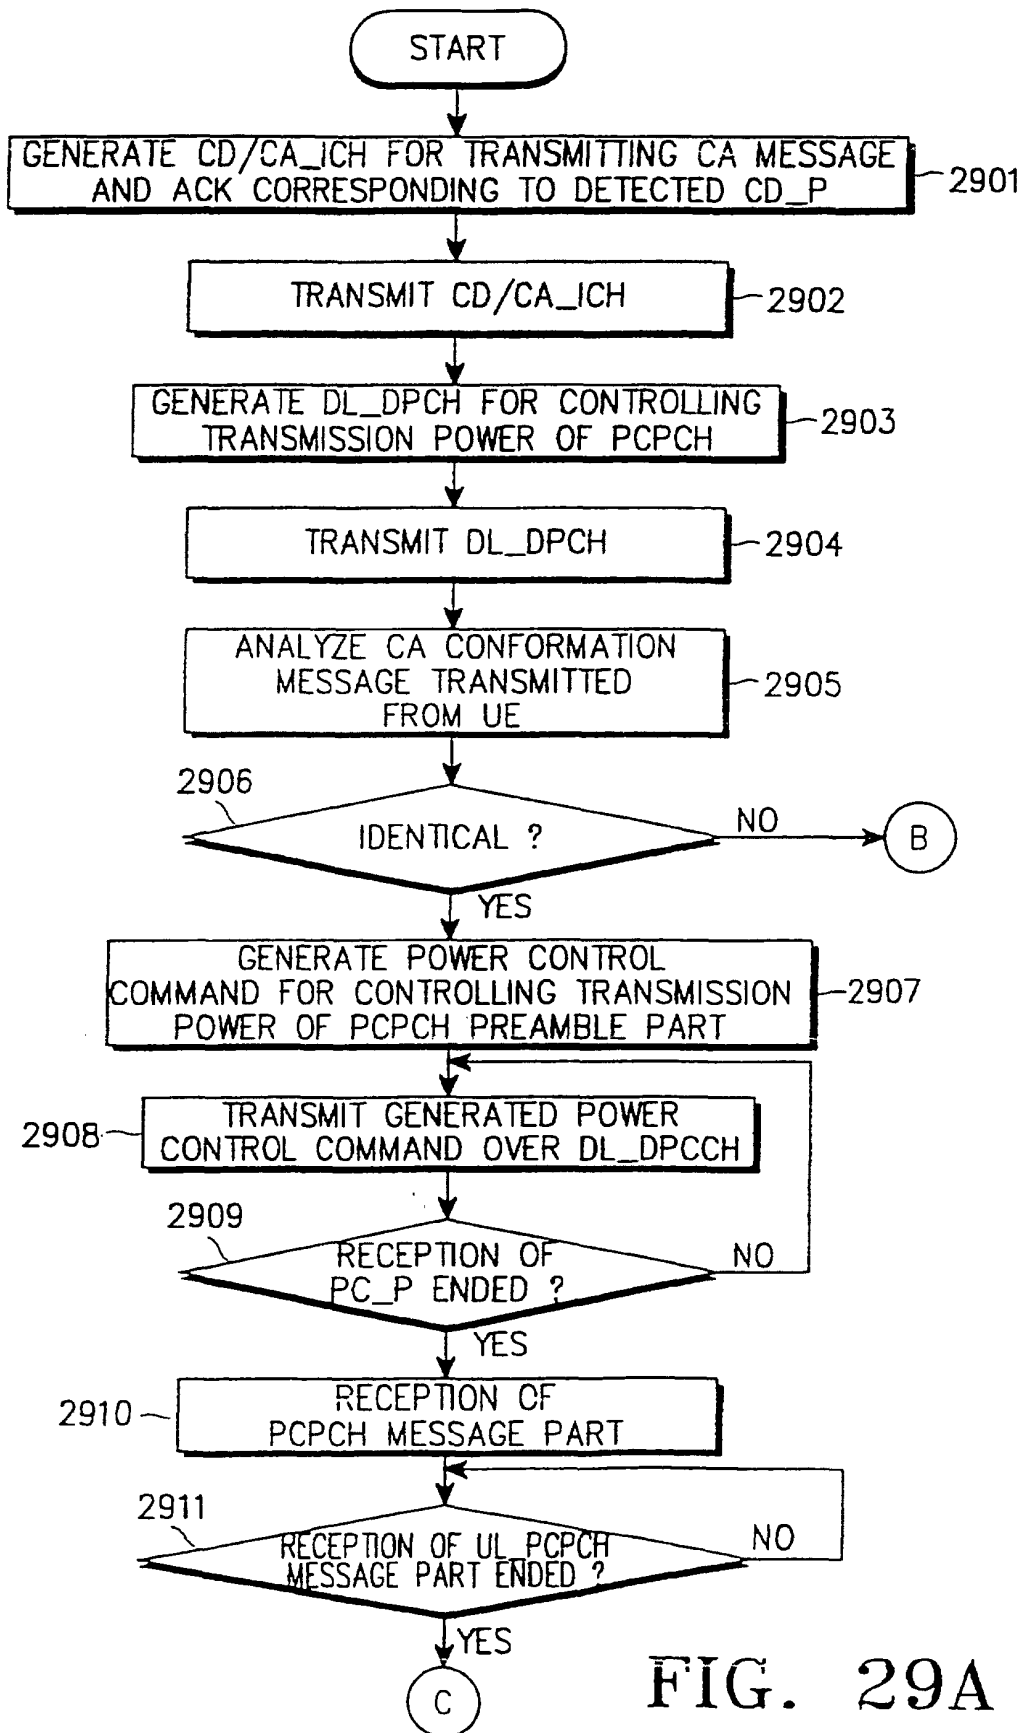 START
GENERATE CD/CA_ICH FOR TRANSMITTING CA MESSAGE
AND ACK CORRESPONDING TO DETECTED CD_P
2901
TRANSMIT CD/CA_ICH
2902
GENERATE DL_DPCH FOR CONTROLLING
TRANSMISSION POWER OF PCPCH
2903
TRANSMIT DL_DPCH
2904
ANALYZE CA CONFORMATION
MESSAGE TRANSMITTED
FROM UE
2905
2906
IDENTICAL ?
NO
B
YES
GENERATE POWER CONTROL
COMMAND FOR CONTROLLING TRANSMISSION
POWER OF PCPCH PREAMBLE PART
2907
TRANSMIT GENERATED POWER
CONTROL COMMAND OVER DL_DPCCH
2908
2909
RECEPTION OF
PC_P ENDED ?
NO
YES
RECEPTION OF
PCPCH MESSAGE PART
2910
2911
RECEPTION OF UL_PCPCH
MESSAGE PART ENDED ?
NO
YES
C
FIG. 29A